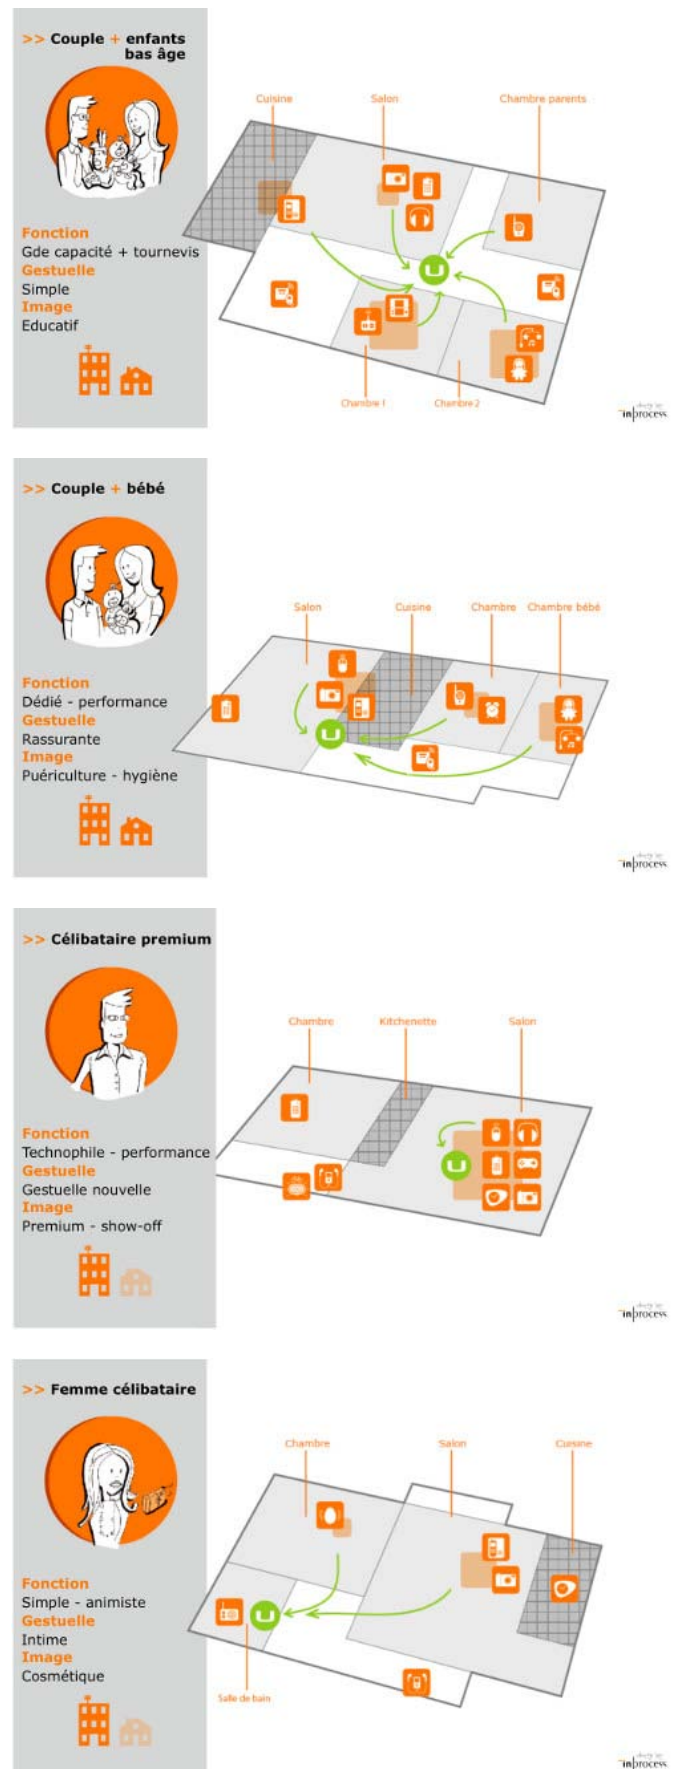 >> Couple + enfants
bas âge
Cuisine
Salon
Chambre parents
Fonction
Gde capacité + tournevis
Gestuelle
Simple
Image
Educatif
Chambre 1
Chambre 2
inprocess
>> Couple + bébé
Salon
Cuisine
Chambre
Chambre bébé
Fonction
Dédié - performance
Gestuelle
Rassurante
Image
Puériculture - hygiène
inprocess
>> Célibataire premium
Chambre
Kitchenette
Salon
Fonction
Technophile - performance
Gestuelle
Gestuelle nouvelle
Image
Premium - show-off
inprocess
>> Femme célibataire
Chambre
Salon
Cuisine
Fonction
Simple - animiste
Gestuelle
Intime
Image
Cosmétique
Salle de bain
inprocess